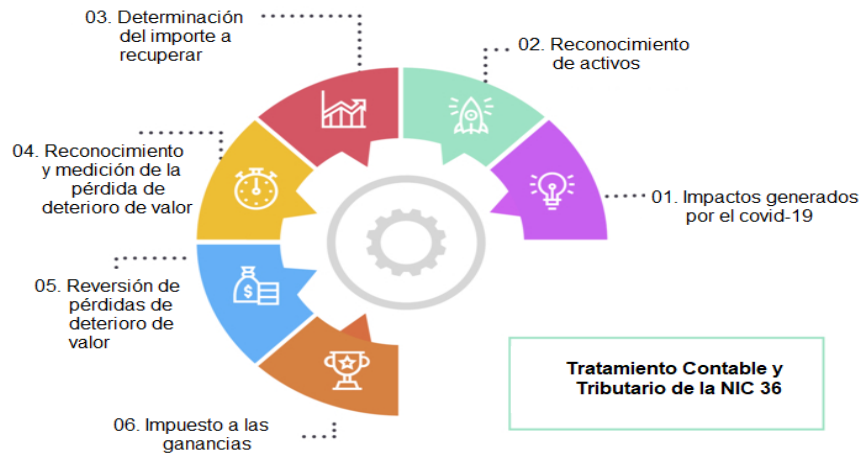 03. Determinación
del importe a
recuperar
02. Reconocimiento
de activos
04. Reconocimiento
y medición de la
pérdida de
deterioro de valor
01. Impactos generados
por el covid-19
05. Reversión de
pérdidas de
deterioro de
valor
$
Tratamiento Contable y
Tributario de la NIC 36
06. Impuesto a las
ganancias